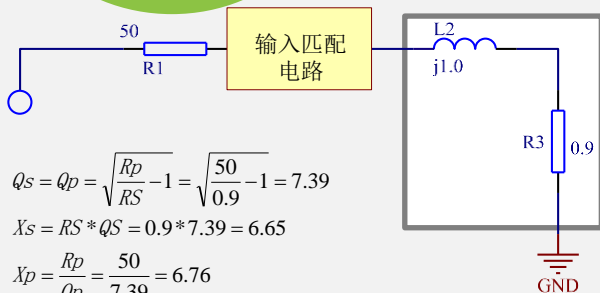 50
R1
输入匹配
电路
L2
j1.0
R3
0.9
GND
Qs = Qp = √(Rp/RS − 1) = √(50/0.9 − 1) = 7.39
Xs = RS * QS = 0.9 * 7.39 = 6.65
Xp = Rp/Qp = 50/7.39 = 6.76